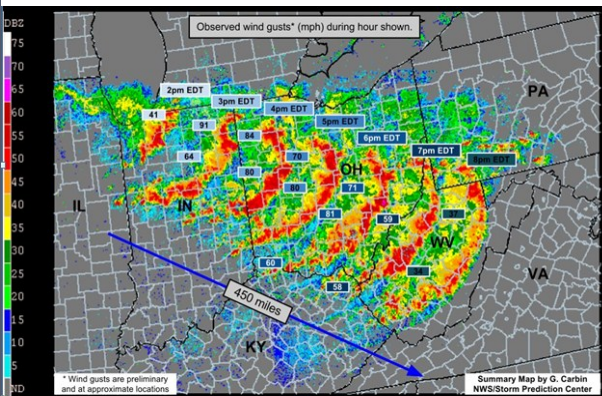 DBZ
75
70
65
60
55
50
45
40
35
30
25
20
15
10
5
ND
Observed wind gusts* (mph) during hour shown.
PA
2pm EDT
3pm EDT
4pm EDT
5pm EDT
6pm EDT
7pm EDT
8pm EDT
41
91
84
64
70
80
80
OH
71
IL
IN
81
59
37
WV
60
34
VA
58
450 miles
KY
* Wind gusts are preliminary
and at approximate locations
Summary Map by G. Carbin
NWS/Storm Prediction Center